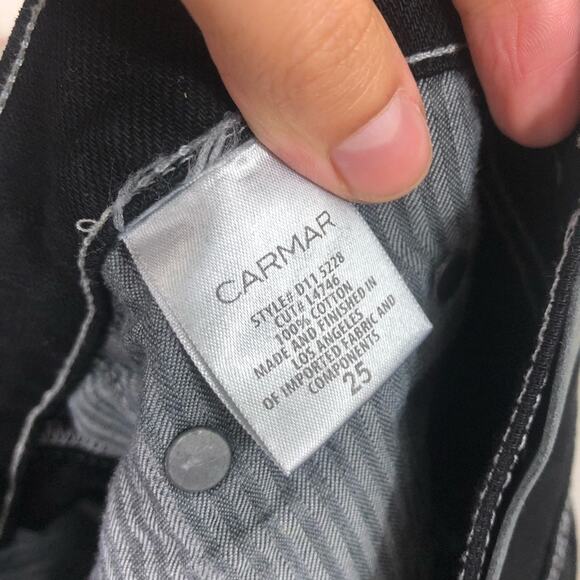 CARMAR
STYLE# D11 5228
CUT# L4746
100% COTTON
MADE AND FINISHED IN
LOS ANGELES
OF IMPORTED FABRIC AND
COMPONENTS
25